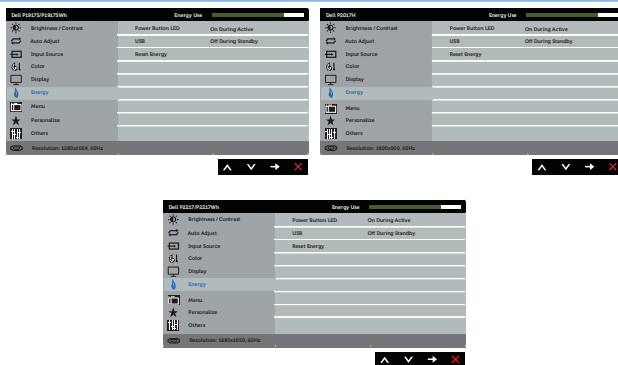 Dell P1917S/P1917SWh Energy Use
Brightness / Contrast Power Button LED On During Active
Auto Adjust USB Off During Standby
Input Source Reset Energy
Color
Display
Energy
Menu
Personalize
Others
Resolution: 1280x1024, 60Hz
Dell P2017H Energy Use
Brightness / Contrast Power Button LED On During Active
Auto Adjust USB Off During Standby
Input Source Reset Energy
Color
Display
Energy
Menu
Personalize
Others
Resolution: 1600x900, 60Hz
Dell P2217/P2217Wh Energy Use
Brightness / Contrast Power Button LED On During Active
Auto Adjust USB Off During Standby
Input Source Reset Energy
Color
Display
Energy
Menu
Personalize
Others
Resolution: 1680x1050, 60Hz